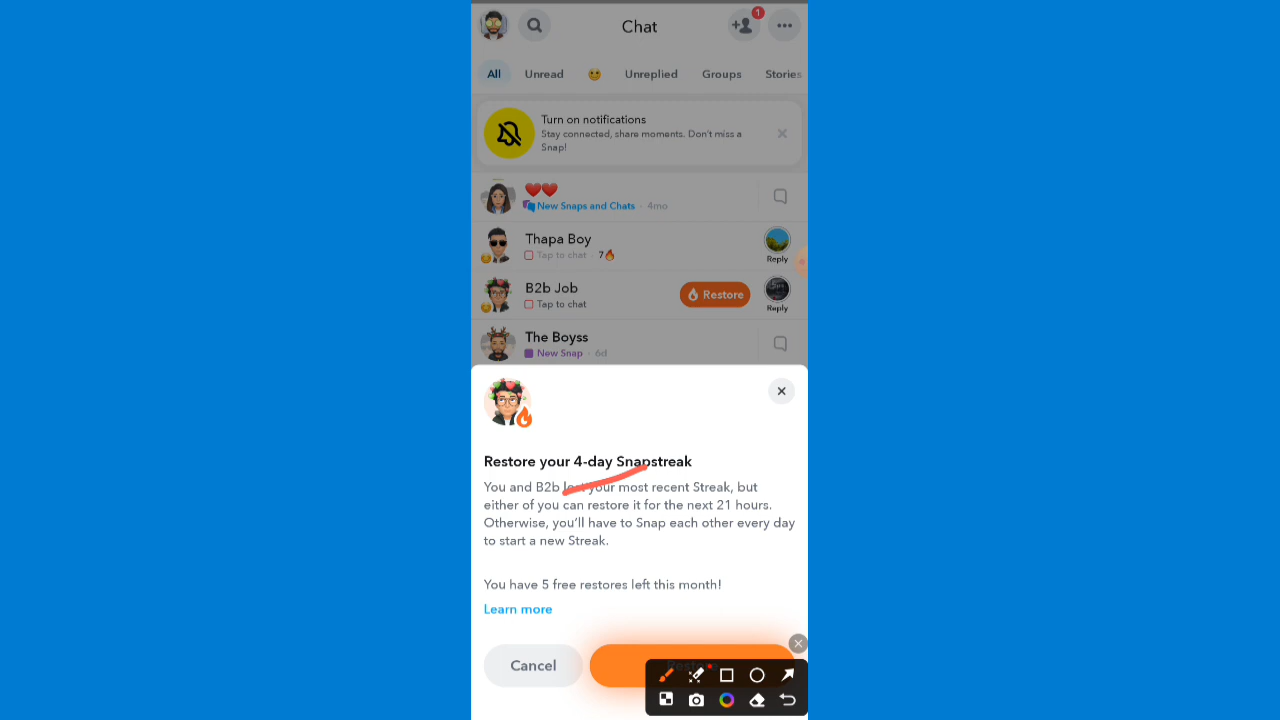 1
Chat
All Unread Unreplied Groups Stories
Turn on notifications
Stay connected, share moments. Don't miss a
Snap!
New Snaps and Chats · 4mo
Thapa Boy
Tap to chat · 7
Reply
B2b Job
Tap to chat
Restore
Reply
The Boyss
New Snap · 6d
Restore your 4-day Snapstreak
You and B2b lost your most recent Streak, but
either of you can restore it for the next 21 hours.
Otherwise, you'll have to Snap each other every day
to start a new Streak.
You have 5 free restores left this month!
Learn more
Cancel